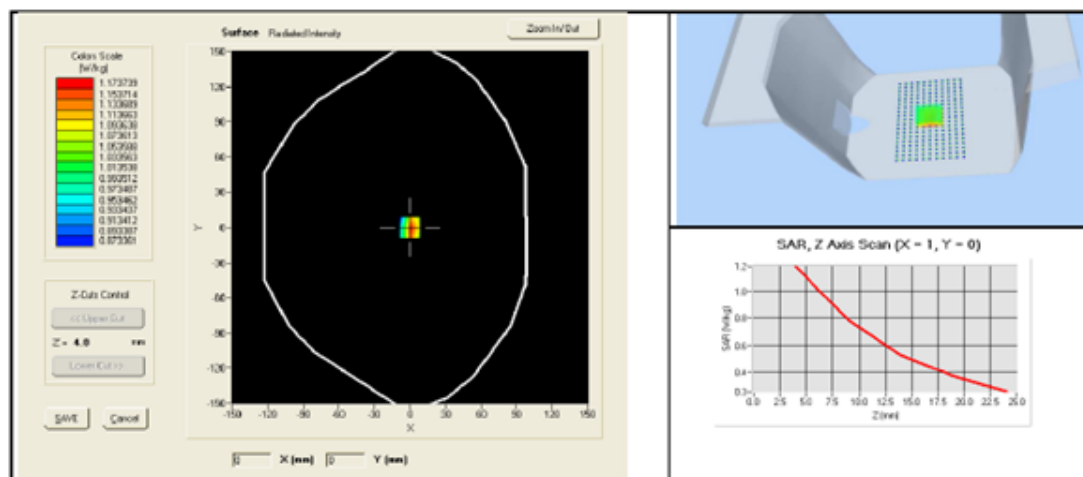 Surface Radiated Intensity
Zoom In/Out
Colors Scale
(W/kg)
1.173739
1.153714
1.133689
1.113663
1.093638
1.073613
1.053588
1.033563
1.013538
0.993512
0.973487
0.953462
0.933437
0.913412
0.893387
0.873361
150
120
90
60
30
0
-30
-60
-90
-120
-150
Y
-150 -120 -90 -60 -30 0 30 60 90 120 150
X
Z-Cuts Control
<< Upper Cut
Z = 4.0 mm
Lower Cut >>
SAVE Cancel
0 X (mm) 0 Y (mm)
SAR, Z Axis Scan (X = 1, Y = 0)
SAR (W/kg)
1.2
1.0
0.8
0.6
0.4
0.3
0.0 2.5 5.0 7.5 10.0 12.5 15.0 17.5 20.0 22.5 25.0
Z (mm)